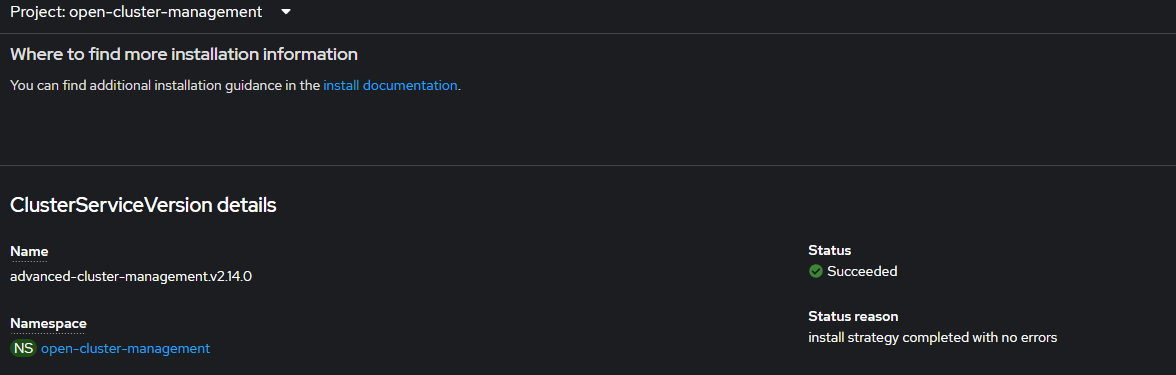 Project: open-cluster-management
Where to find more installation information
You can find additional installation guidance in the install documentation.
ClusterServiceVersion details
Name
advanced-cluster-management.v2.14.0
Namespace
NS open-cluster-management
Status
Succeeded
Status reason
install strategy completed with no errors